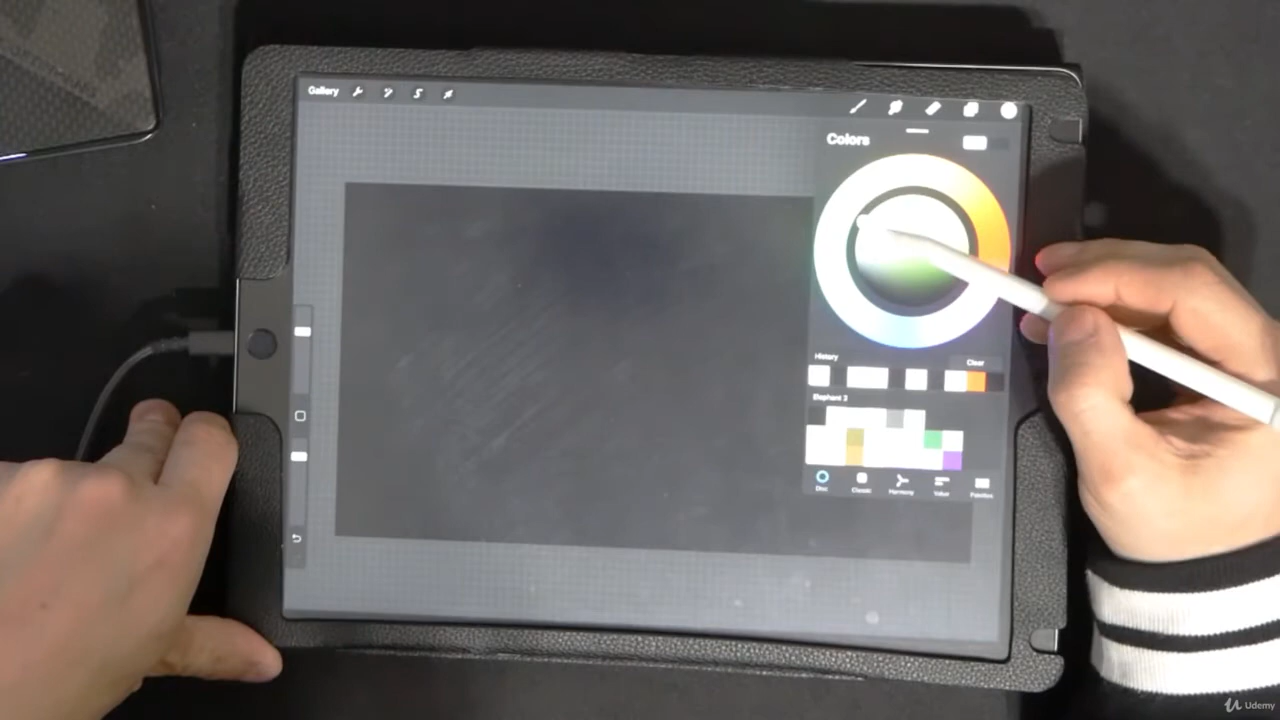 Gallery
Colors
History
Clear
Elephant 3
Disc
Classic
Harmony
Value
Palettes
Udemy